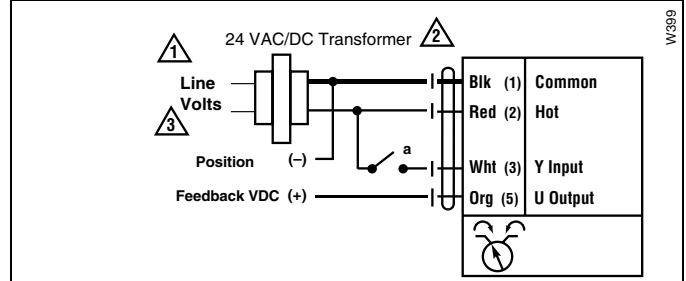 W399
1
24 VAC/DC Transformer
2
Line
Volts
3
Blk (1) Common
Red (2) Hot
a
Position (–)
Wht (3) Y Input
Feedback VDC (+)
Org (5) U Output